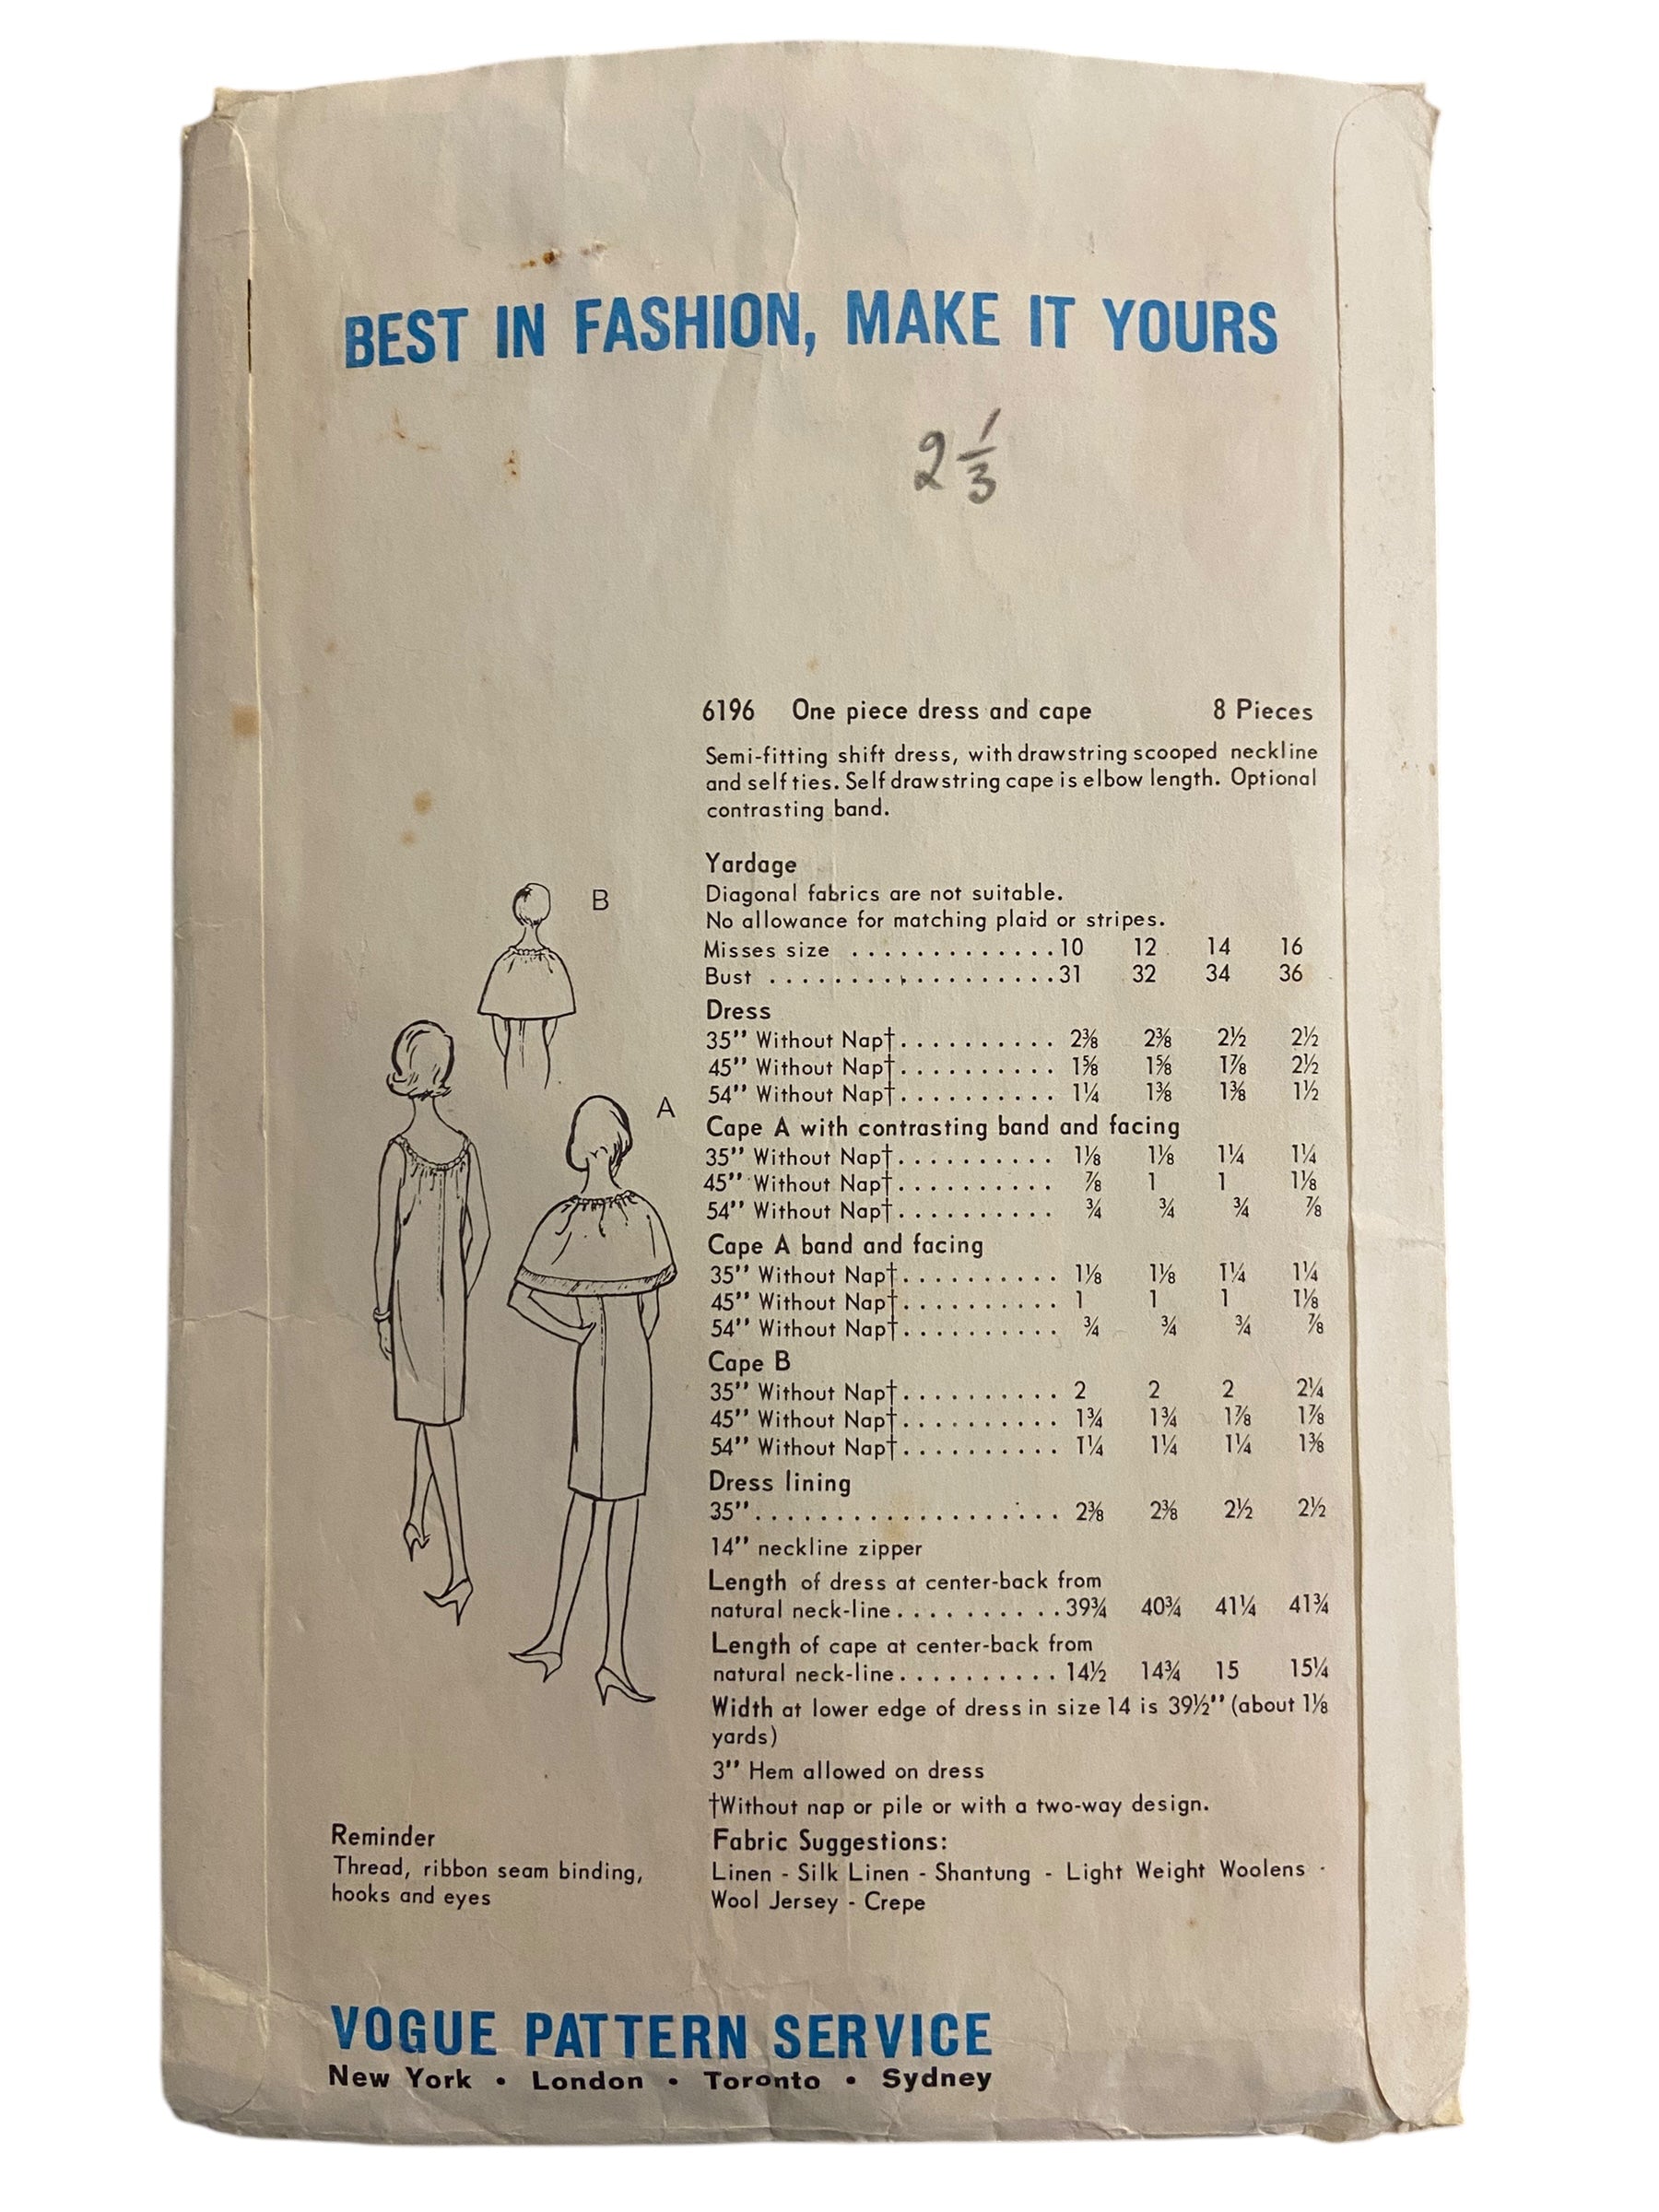 BEST IN FASHION, MAKE IT YOURS
2 1/3
6196 One piece dress and cape 8 Pieces
Semi-fitting shift dress, with drawstring scooped neckline
and self ties. Self drawstring cape is elbow length. Optional
contrasting band.
Yardage
Diagonal fabrics are not suitable.
No allowance for matching plaid or stripes.
Misses size .............10 12 14 16
Bust ..................31 32 34 36
Dress
35” Without Nap†.......... 2⅜ 2⅜ 2½ 2½
45” Without Nap†.......... 1⅝ 1⅝ 1⅞ 2½
54” Without Nap†.......... 1¼ 1⅜ 1⅜ 1½
Cape A with contrasting band and facing
35” Without Nap†.......... 1⅛ 1⅛ 1¼ 1¼
45” Without Nap†.......... ⅞ 1 1 1⅛
54” Without Nap†.......... ¾ ¾ ¾ ⅞
Cape A band and facing
35” Without Nap†.......... 1⅛ 1⅛ 1¼ 1¼
45” Without Nap†.......... 1 1 1 1⅛
54” Without Nap†.......... ¾ ¾ ¾ ⅞
Cape B
35” Without Nap†.......... 2 2 2 2¼
45” Without Nap†.......... 1¾ 1¾ 1⅞ 1⅞
54” Without Nap†.......... 1¼ 1¼ 1¼ 1⅜
Dress lining
35”................... 2⅜ 2⅜ 2½ 2½
14” neckline zipper
Length of dress at center-back from
natural neck-line..........39¾ 40¾ 41¼ 41¾
Length of cape at center-back from
natural neck-line.......... 14½ 14¾ 15 15¼
Width at lower edge of dress in size 14 is 39½” (about 1⅛
yards)
3” Hem allowed on dress
†Without nap or pile or with a two-way design.
Fabric Suggestions:
Linen - Silk Linen - Shantung - Light Weight Woolens -
Wool Jersey - Crepe
B
A
Reminder
Thread, ribbon seam binding,
hooks and eyes
VOGUE PATTERN SERVICE
New York • London • Toronto • Sydney